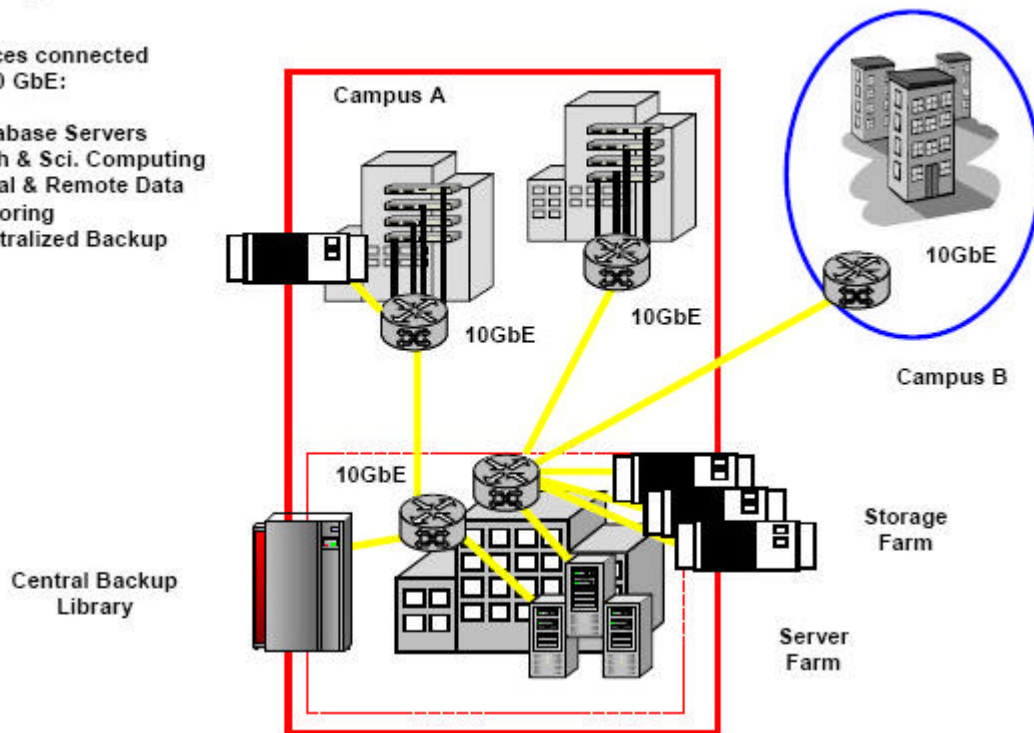 ces connected
0 GbE:
abase Servers
h & Sci. Computing
al & Remote Data
oring
tralized Backup
Campus A
10GbE
10GbE
10GbE
Campus B
10GbE
Central Backup
Library
Storage
Farm
Server
Farm